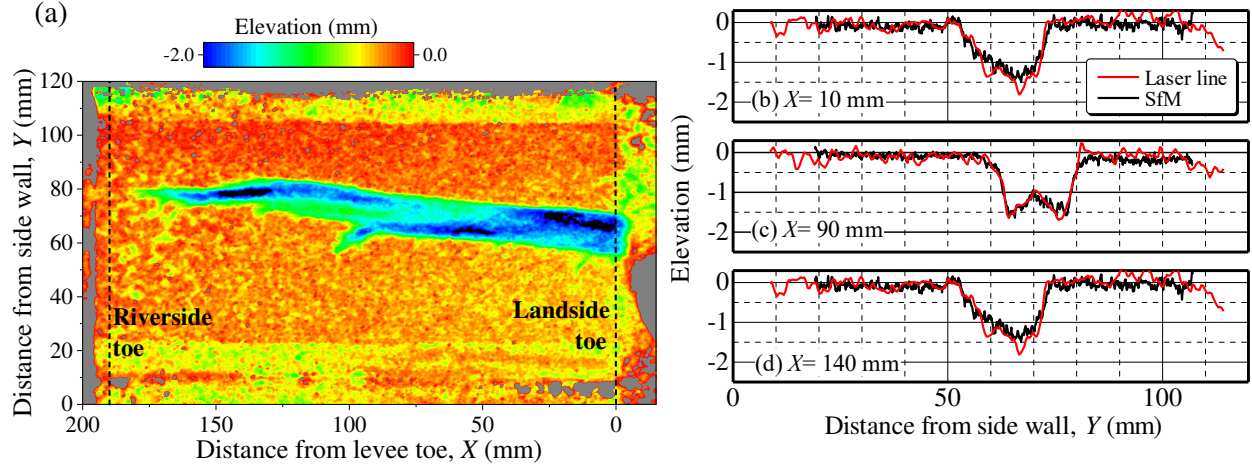 (a)
Elevation (mm)
-2.0
0.0
Distance from side wall, Y (mm)
120
100
80
60
40
20
0
Riverside
toe
Landside
toe
200
150
100
50
0
Distance from levee toe, X (mm)
Elevation (mm)
0
-1
-2
(b) X= 10 mm
Laser line
SfM
0
-1
-2
(c) X= 90 mm
0
-1
-2
(d) X= 140 mm
0
50
100
Distance from side wall, Y (mm)